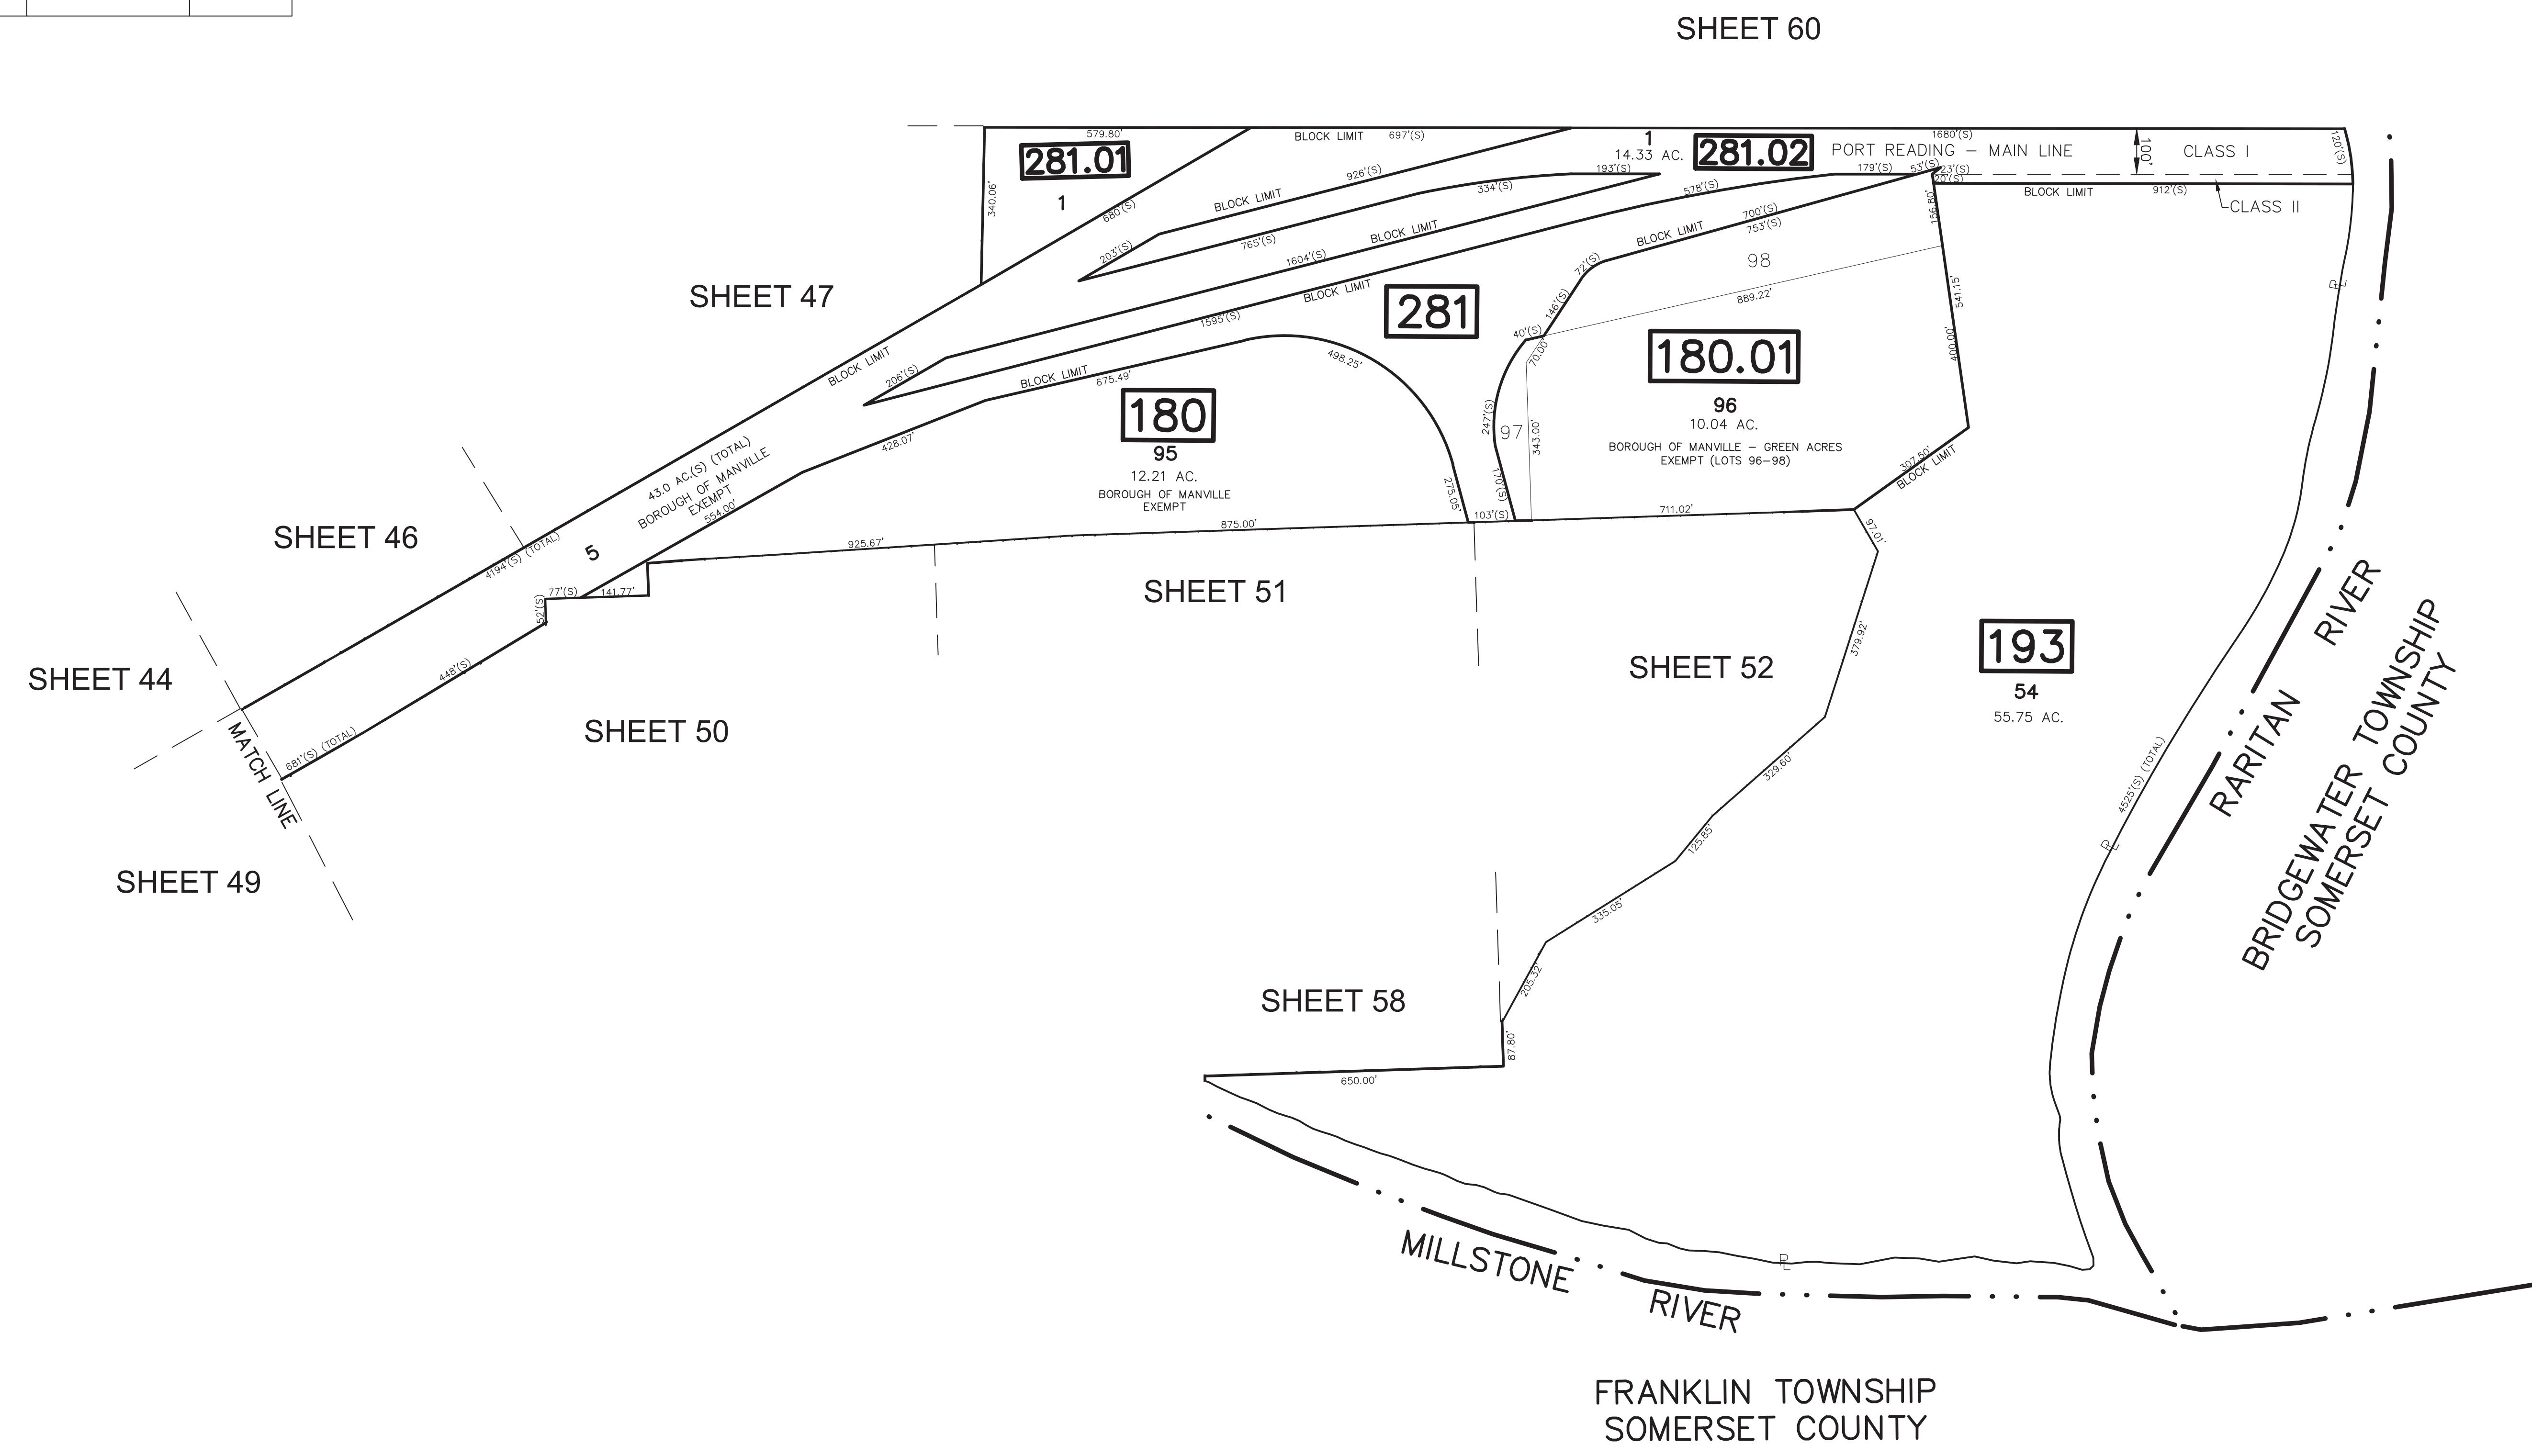 SHEET 60
579.80'
BLOCK LIMIT
697'(S)
281.01
1
340.06'
680'(S)
1
14.33 AC.
281.02
1680'(S)
PORT READING – MAIN LINE
100'
CLASS I
120'(S)
193'(S)
179'(S)
53'(S)
23'(S)
20'(S)
BLOCK LIMIT
912'(S)
CLASS II
926'(S)
BLOCK LIMIT
203'(S)
334'(S)
765'(S)
578'(S)
BLOCK LIMIT
1604'(S)
BLOCK LIMIT
1595'(S)
700'(S)
BLOCK LIMIT
753'(S)
156.80'
98
72'(S)
889.22'
146'(S)
541.15'
400.00'
SHEET 47
281
40'(S)
70.00'
180.01
96
10.04 AC.
BOROUGH OF MANVILLE – GREEN ACRES
EXEMPT (LOTS 96–98)
97
247'(S)
343.00'
170'(S)
307.50'
BLOCK LIMIT
BLOCK LIMIT
206'(S)
BLOCK LIMIT
675.49'
498.25'
180
95
12.21 AC.
BOROUGH OF MANVILLE
EXEMPT
428.07'
275.05'
103'(S)
711.02'
875.00'
925.67'
43.0 AC.(S) (TOTAL)
BOROUGH OF MANVILLE
EXEMPT
554.00'
5
4194'(S) (TOTAL)
77'(S)
141.77'
52'(S)
448'(S)
681'(S) (TOTAL)
SHEET 46
SHEET 44
MATCH LINE
SHEET 49
SHEET 50
SHEET 51
SHEET 52
97.01'
379.92'
329.60'
125.85'
335.05'
205.32'
87.80'
SHEET 58
650.00'
193
54
55.75 AC.
4525'(S) (TOTAL)
PL
PL
PL
RARITAN RIVER
BRIDGEWATER TOWNSHIP
SOMERSET COUNTY
MILLSTONE RIVER
FRANKLIN TOWNSHIP
SOMERSET COUNTY